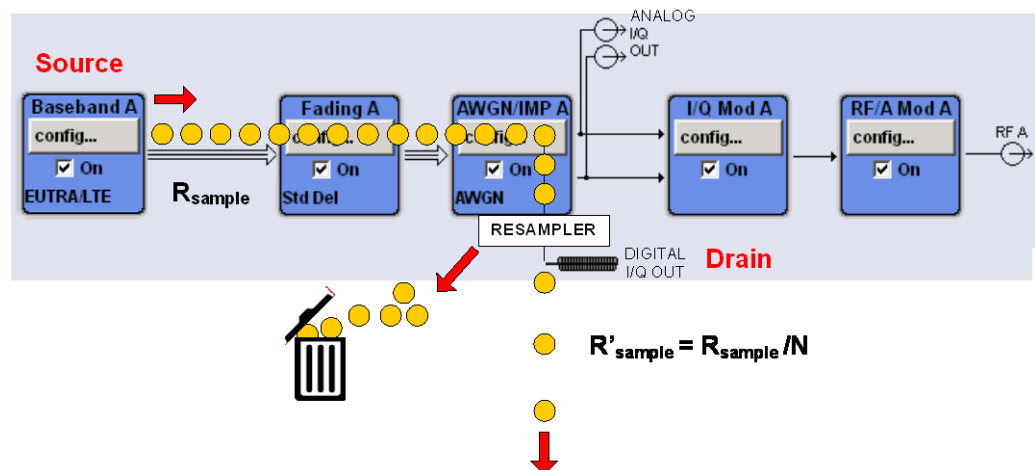 ANALOG
I/Q
OUT
Source
Baseband A
config...
On
EUTRA/LTE
Rsample
Fading A
config...
On
Std Del
AWGN/IMP A
config...
On
AWGN
I/Q Mod A
config...
On
RF/A Mod A
config...
On
RF A
RESAMPLER
DIGITAL
I/Q OUT
Drain
R'sample = Rsample /N